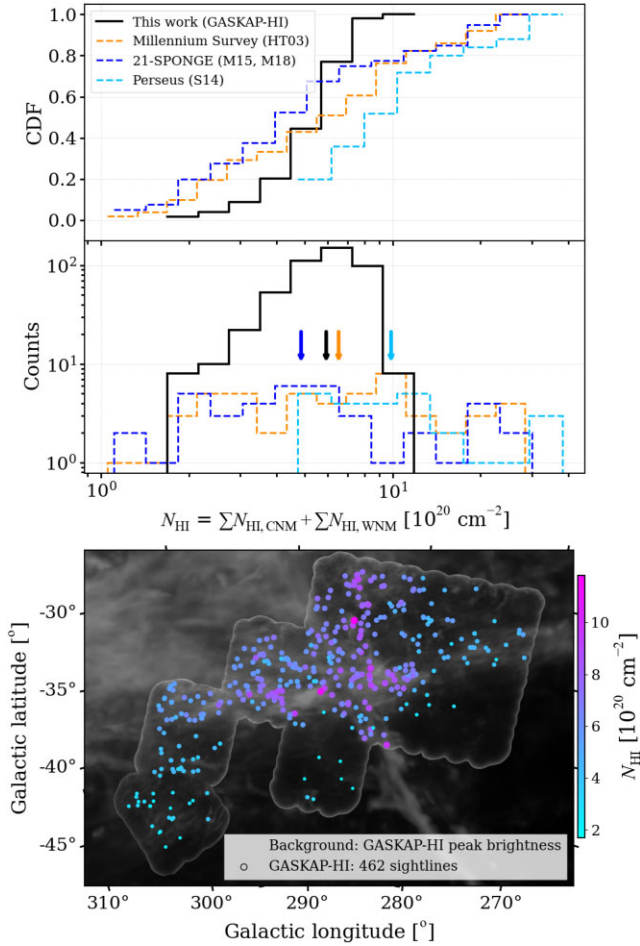 This work (GASKAP-HI)
Millennium Survey (HT03)
21-SPONGE (M15, M18)
Perseus (S14)
CDF
1.0
0.8
0.6
0.4
0.2
0.0
Counts
10²
10¹
10⁰
10⁰ 10¹
N_HI = ∑N_HI,CNM + ∑N_HI,WNM [10²⁰ cm⁻²]
Galactic latitude [°]
-30°
-35°
-40°
-45°
Background: GASKAP-HI peak brightness
GASKAP-HI: 462 sightlines
310° 300° 290° 280° 270°
Galactic longitude [°]
10
8
6
4
2
N_HI [10²⁰ cm⁻²]